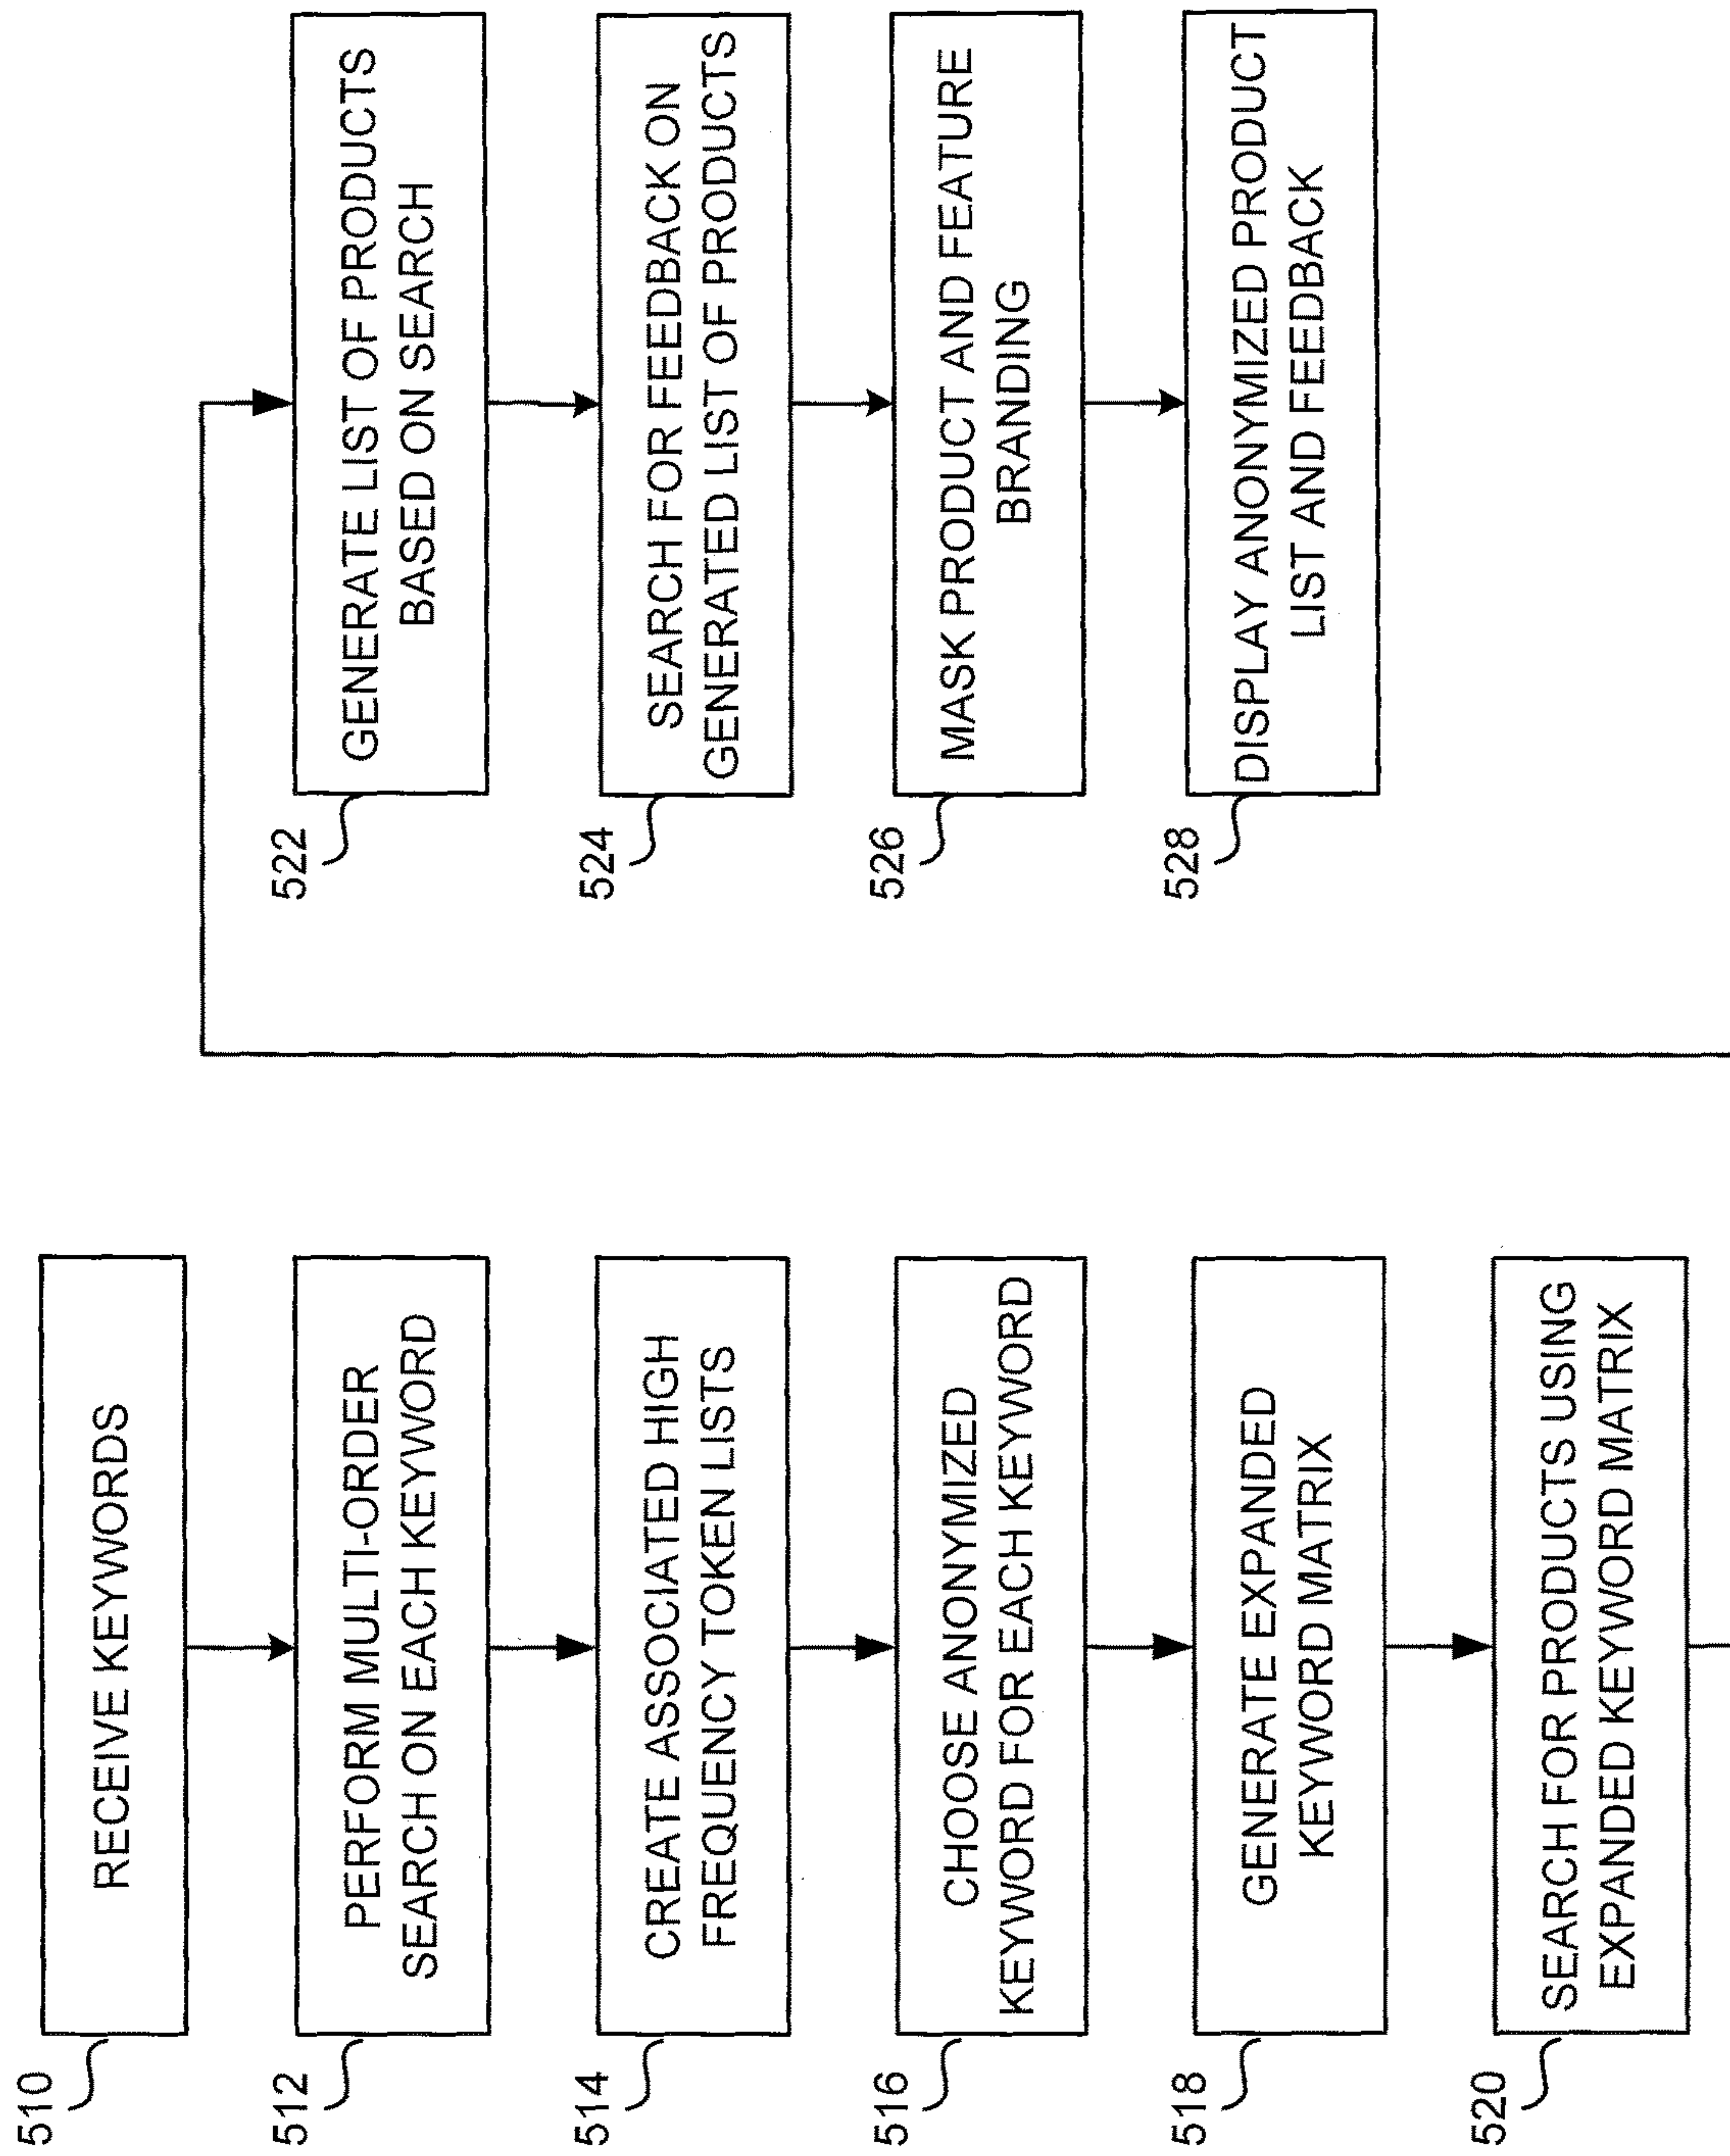 510
RECEIVE KEYWORDS
512
PERFORM MULTI-ORDER
SEARCH ON EACH KEYWORD
514
CREATE ASSOCIATED HIGH
FREQUENCY TOKEN LISTS
516
CHOOSE ANONYMIZED
KEYWORD FOR EACH KEYWORD
518
GENERATE EXPANDED
KEYWORD MATRIX
520
SEARCH FOR PRODUCTS USING
EXPANDED KEYWORD MATRIX
522
GENERATE LIST OF PRODUCTS
BASED ON SEARCH
524
SEARCH FOR FEEDBACK ON
GENERATED LIST OF PRODUCTS
526
MASK PRODUCT AND FEATURE
BRANDING
528
DISPLAY ANONYMIZED PRODUCT
LIST AND FEEDBACK